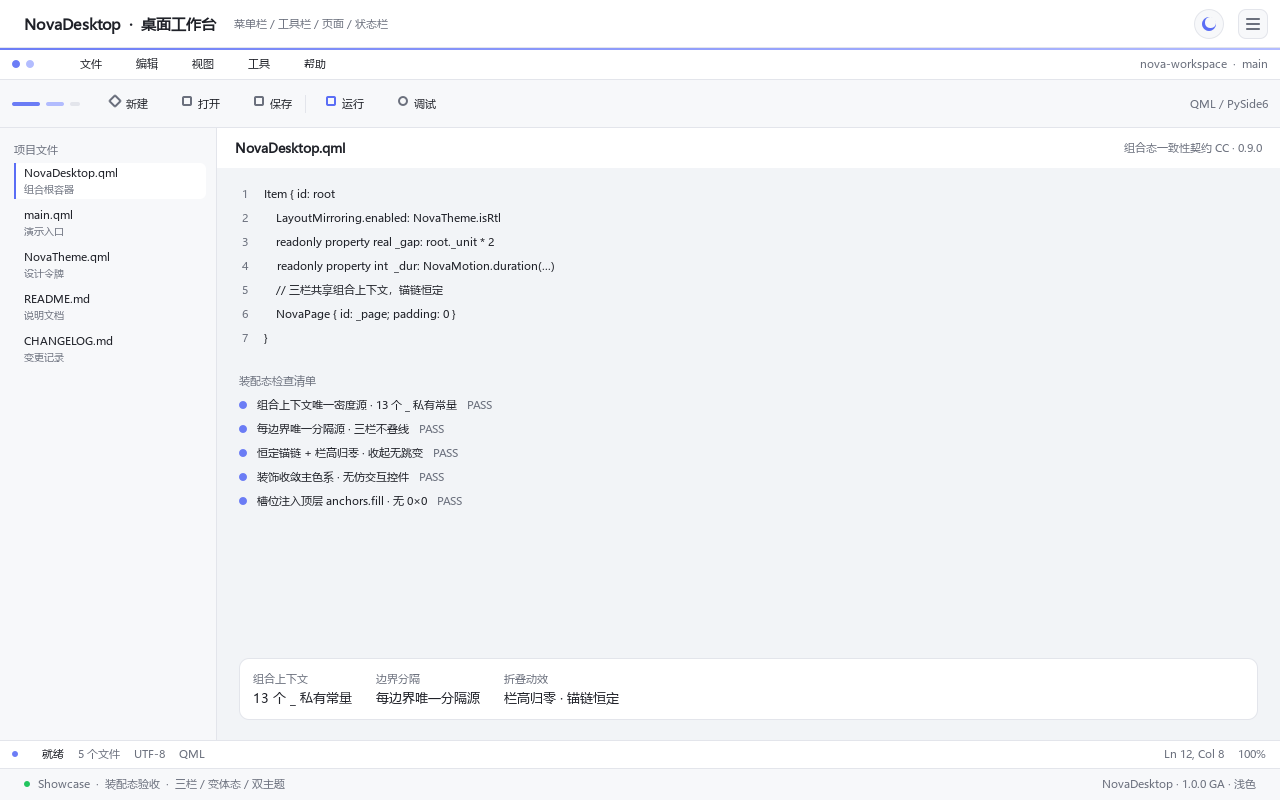 NovaDesktop · 桌面工作台 菜单栏 / 工具栏 / 页面 / 状态栏
文件 编辑 视图 工具 帮助 nova-workspace · main
新建 打开 保存 运行 调试 QML / PySide6
项目文件
NovaDesktop.qml
组合根容器
main.qml
演示入口
NovaTheme.qml
设计令牌
README.md
说明文档
CHANGELOG.md
变更记录
NovaDesktop.qml 组合态一致性契约 CC · 0.9.0
1 Item { id: root
2 LayoutMirroring.enabled: NovaTheme.isRtl
3 readonly property real _gap: root._unit * 2
4 readonly property int _dur: NovaMotion.duration(...)
5 // 三栏共享组合上下文，锚链恒定
6 NovaPage { id: _page; padding: 0 }
7 }
装配态检查清单
组合上下文唯一密度源 · 13 个 _ 私有常量 PASS
每边界唯一分隔源 · 三栏不叠线 PASS
恒定锚链 + 栏高归零 · 收起无跳变 PASS
装饰收敛主色系 · 无仿交互控件 PASS
槽位注入顶层 anchors.fill · 无 0×0 PASS
组合上下文 边界分隔 折叠动效
13 个 _ 私有常量 每边界唯一分隔源 栏高归零 · 锚链恒定
就绪 5 个文件 UTF-8 QML Ln 12, Col 8 100%
Showcase · 装配态验收 · 三栏 / 变体态 / 双主题 NovaDesktop · 1.0.0 GA · 浅色